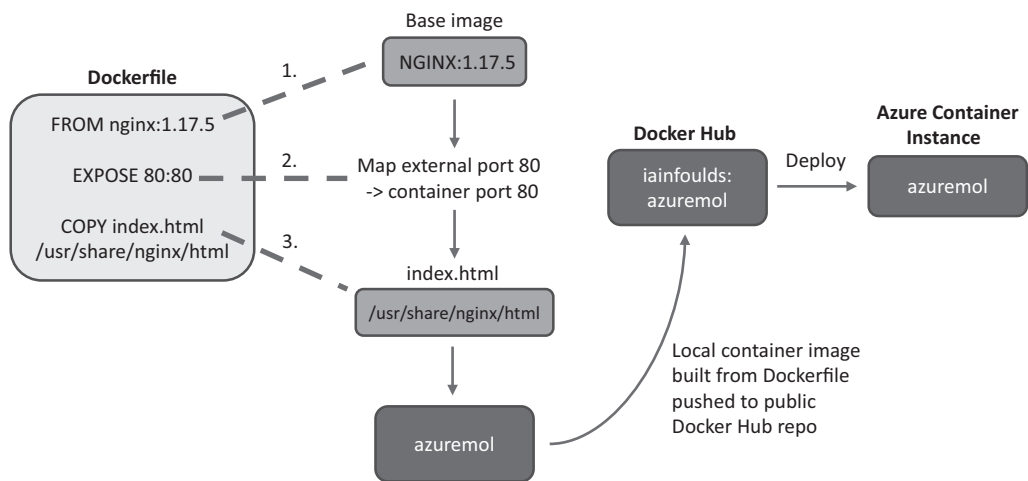 Dockerfile
FROM nginx:1.17.5
EXPOSE 80:80
COPY index.html
/usr/share/nginx/html
1.
2.
3.
Base image
NGINX:1.17.5
Map external port 80
-> container port 80
index.html
/usr/share/nginx/html
azuremol
Local container image
built from Dockerfile
pushed to public
Docker Hub repo
Docker Hub
iainfoulds:
azuremol
Deploy
Azure Container
Instance
azuremol